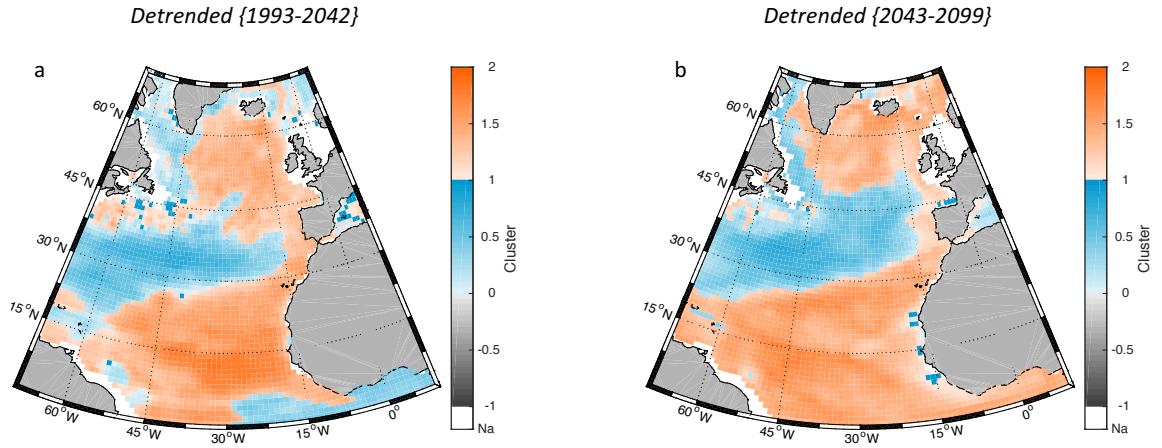 Detrended {1993-2042}
Detrended {2043-2099}
a
60°N
45°N
30°N
15°N
60°W
45°W
30°W
15°W
0°
2
1.5
1
0.5
0
-0.5
-1
Na
Cluster
b
60°N
45°N
30°N
15°N
60°W
45°W
30°W
15°W
0°
2
1.5
1
0.5
0
-0.5
-1
Na
Cluster